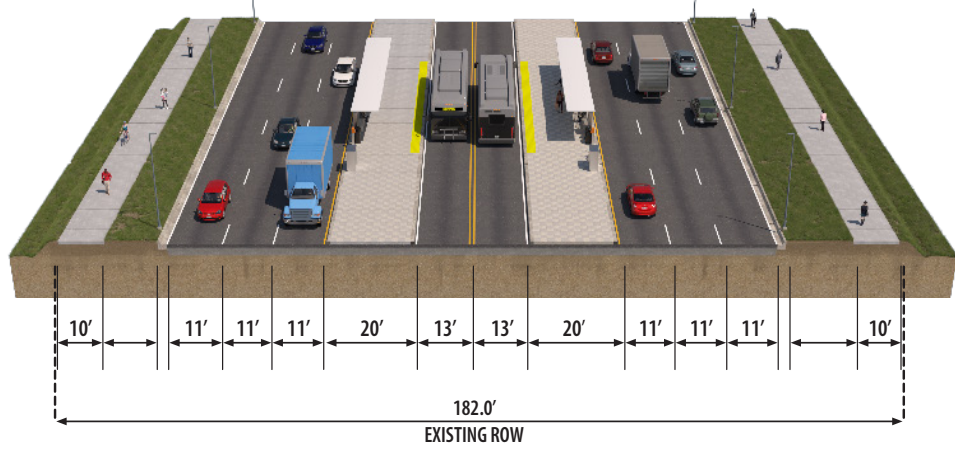 10’ 11’ 11’ 11’ 20’ 13’ 13’ 20’ 11’ 11’ 11’ 10’
182.0’
EXISTING ROW